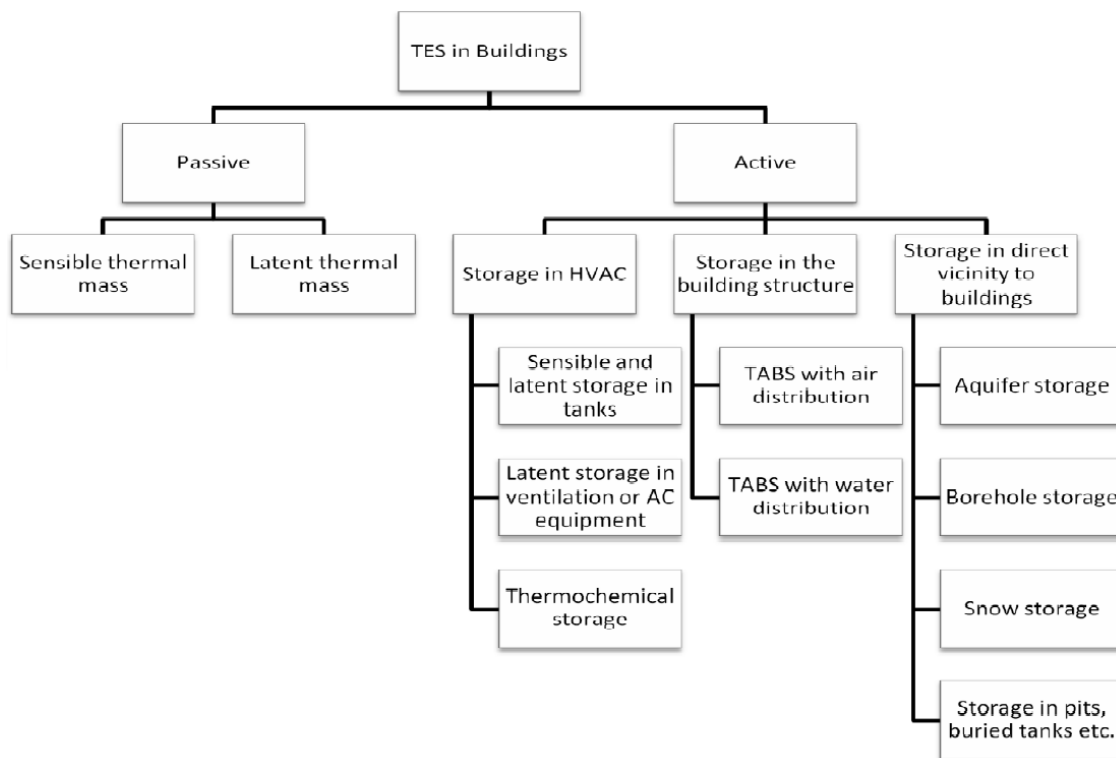 TES in Buildings
Passive
Active
Sensible thermal
mass
Latent thermal
mass
Storage in HVAC
Storage in the
building structure
Storage in direct
vicinity to
buildings
Sensible and
latent storage in
tanks
Latent storage in
ventilation or AC
equipment
Thermochemical
storage
TABS with air
distribution
TABS with water
distribution
Aquifer storage
Borehole storage
Snow storage
Storage in pits,
buried tanks etc.